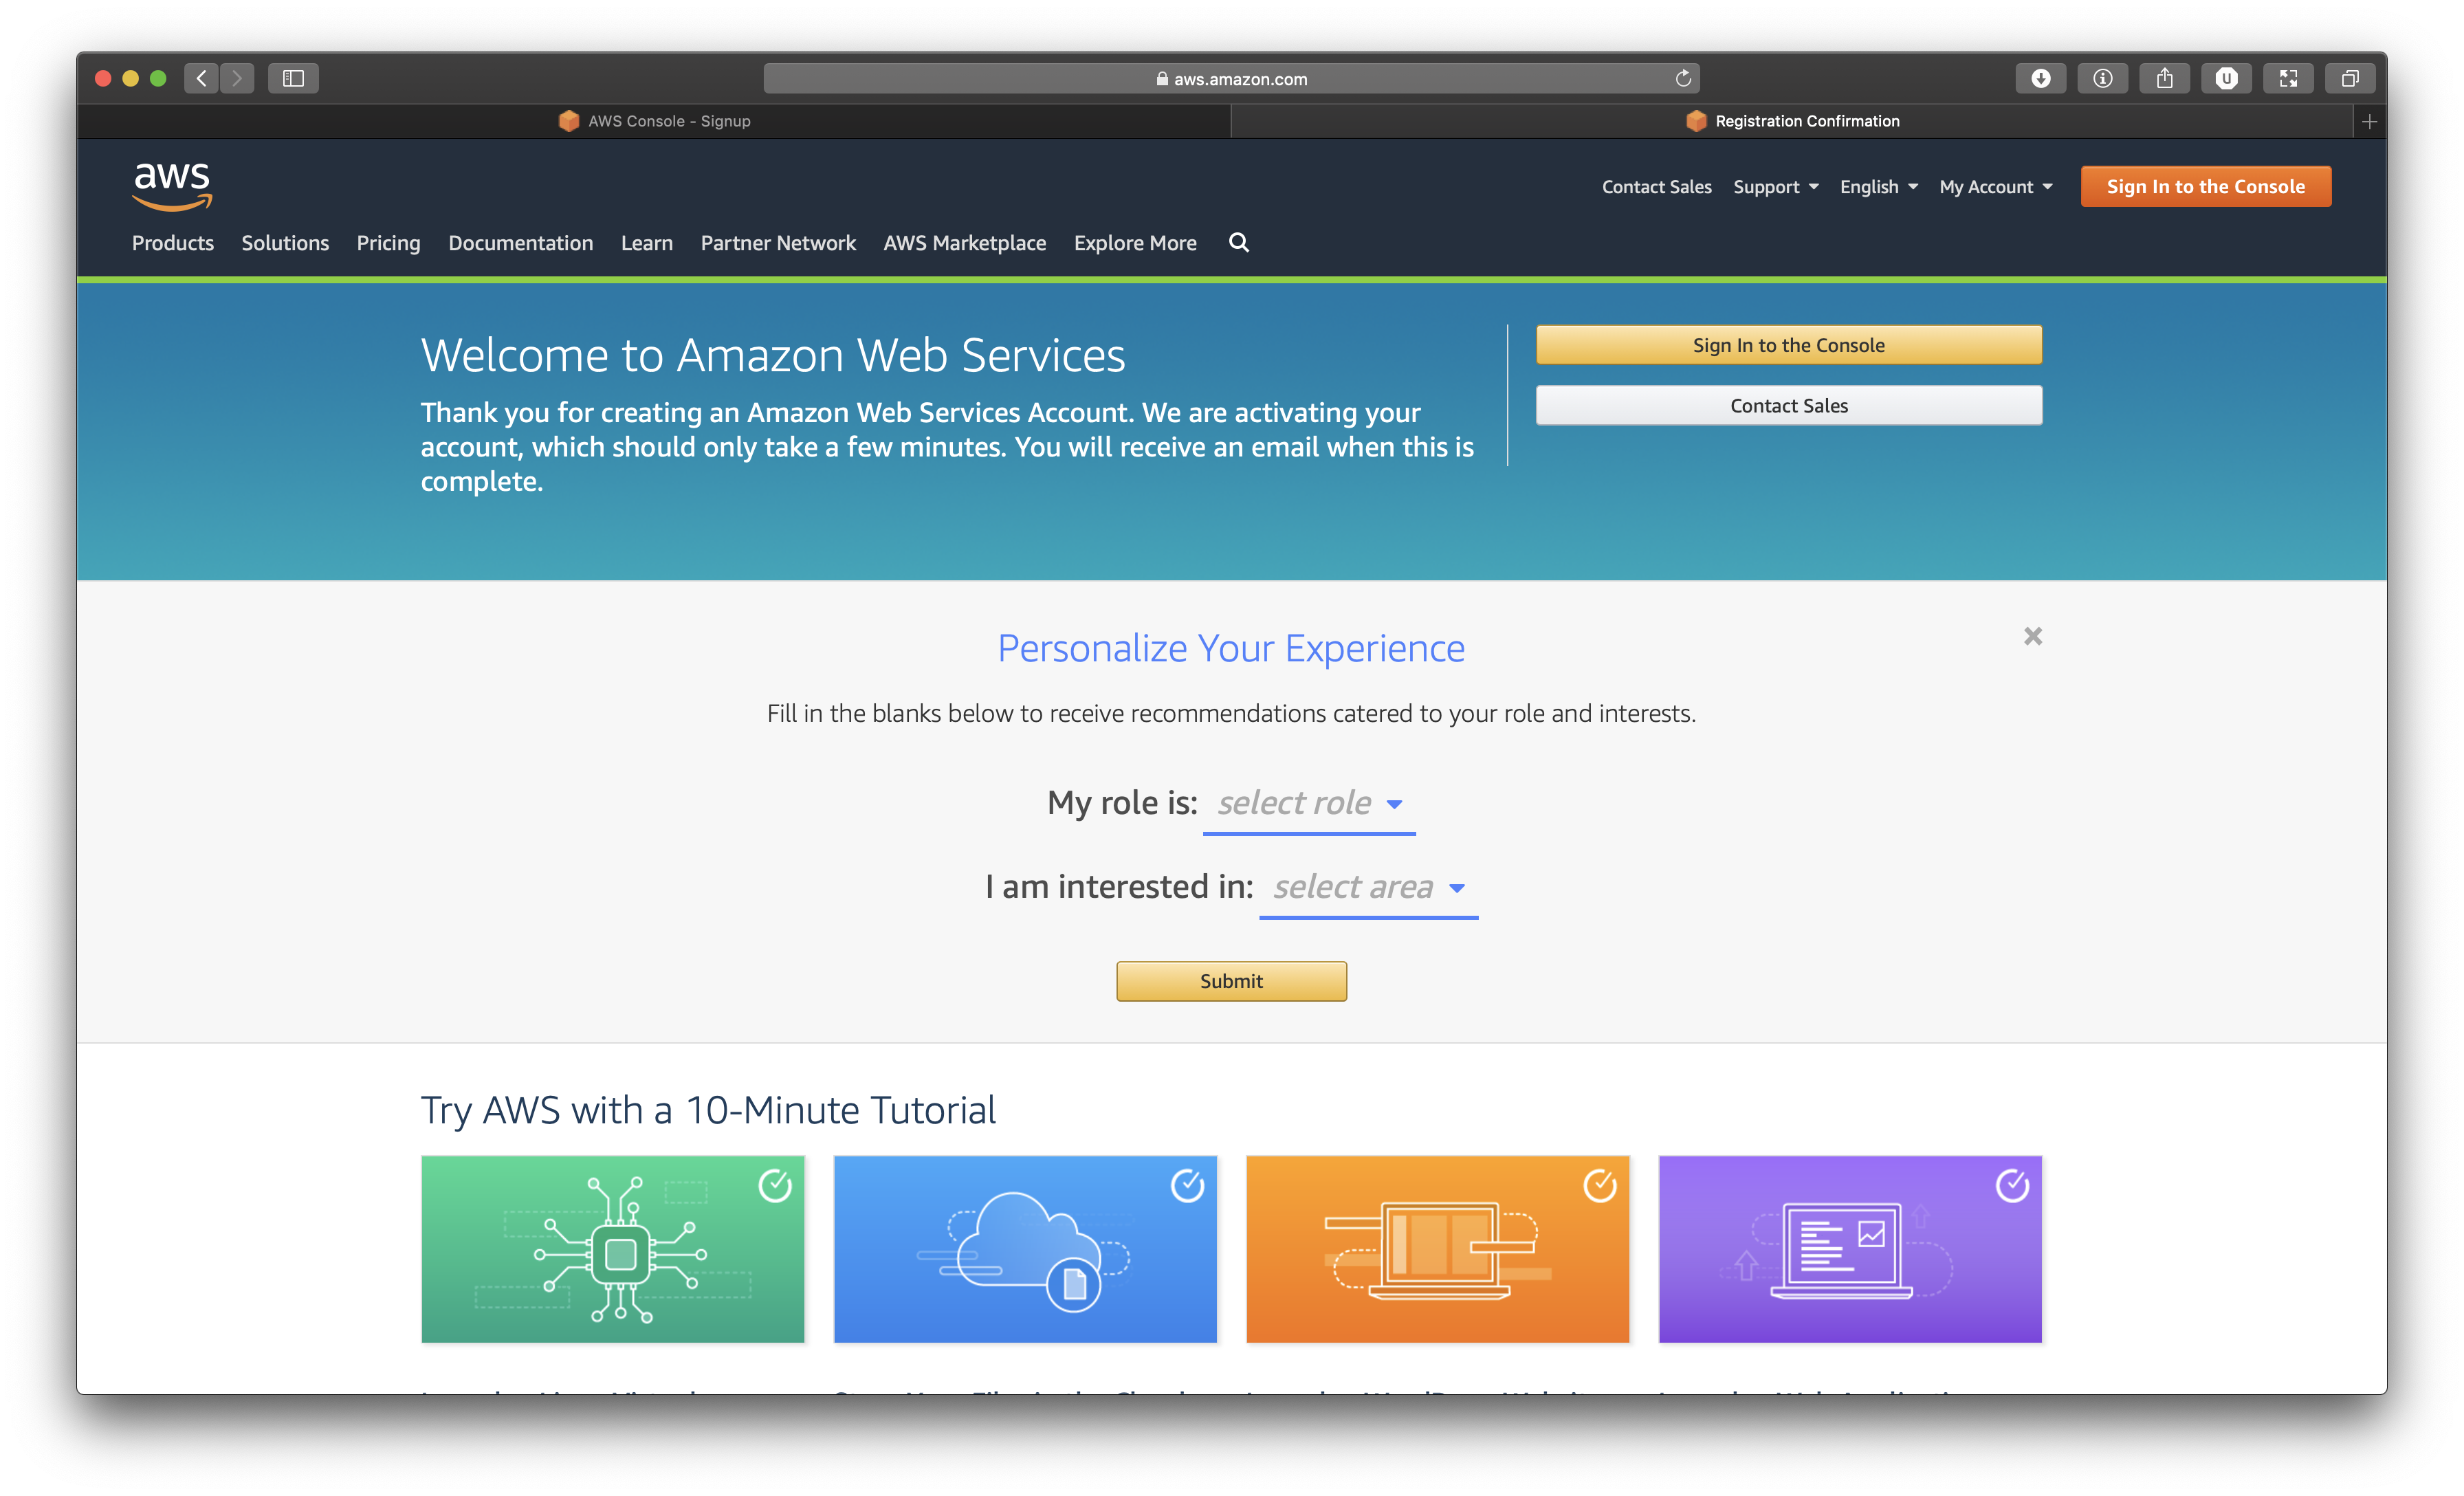 aws.amazon.com
AWS Console - Signup
Registration Confirmation
aws
Contact Sales
Support
English
My Account
Sign In to the Console
Products
Solutions
Pricing
Documentation
Learn
Partner Network
AWS Marketplace
Explore More
Welcome to Amazon Web Services
Thank you for creating an Amazon Web Services Account. We are activating your
account, which should only take a few minutes. You will receive an email when this is
complete.
Sign In to the Console
Contact Sales
Personalize Your Experience
Fill in the blanks below to receive recommendations catered to your role and interests.
My role is: select role
I am interested in: select area
Submit
Try AWS with a 10-Minute Tutorial